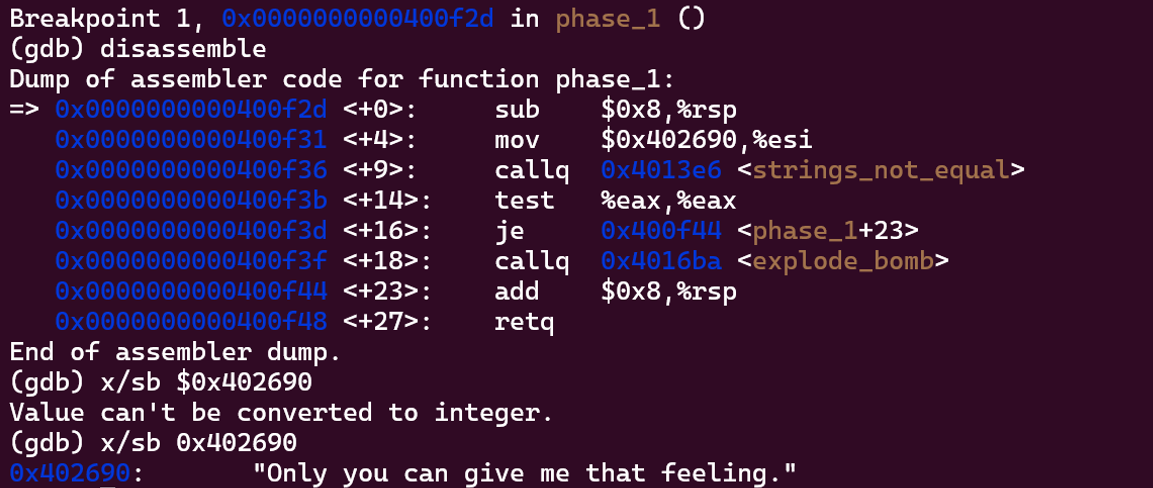 Breakpoint 1, 0x0000000000400f2d in phase_1 ()
(gdb) disassemble
Dump of assembler code for function phase_1:
=> 0x0000000000400f2d <+0>:     sub    $0x8,%rsp
   0x0000000000400f31 <+4>:     mov    $0x402690,%esi
   0x0000000000400f36 <+9>:     callq  0x4013e6 <strings_not_equal>
   0x0000000000400f3b <+14>:    test   %eax,%eax
   0x0000000000400f3d <+16>:    je     0x400f44 <phase_1+23>
   0x0000000000400f3f <+18>:    callq  0x4016ba <explode_bomb>
   0x0000000000400f44 <+23>:    add    $0x8,%rsp
   0x0000000000400f48 <+27>:    retq
End of assembler dump.
(gdb) x/sb $0x402690
Value can't be converted to integer.
(gdb) x/sb 0x402690
0x402690:       "Only you can give me that feeling."